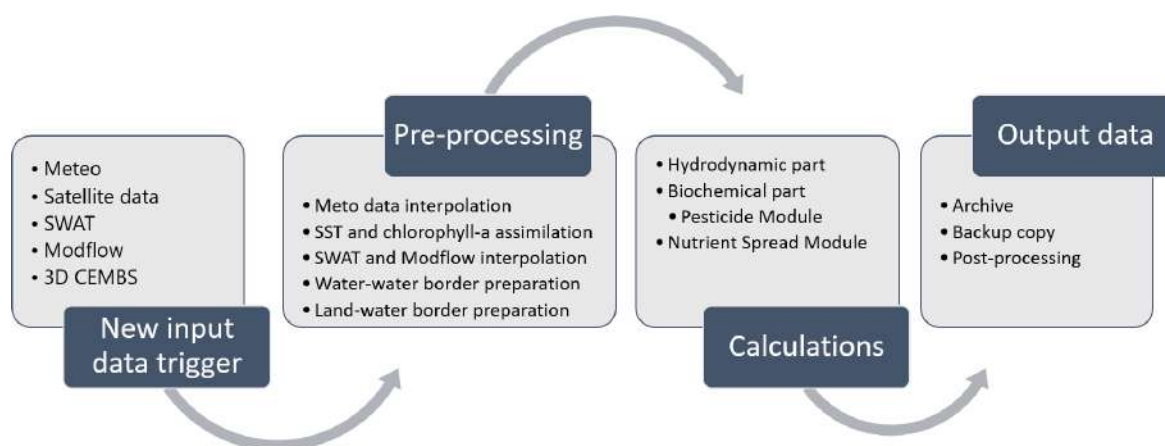 • Meteo
• Satellite data
• SWAT
• Modflow
• 3D CEMBS
New input
data trigger
Pre-processing
• Meto data interpolation
• SST and chlorophyll-a assimilation
• SWAT and Modflow interpolation
• Water-water border preparation
• Land-water border preparation
• Hydrodynamic part
• Biochemical part
• Pesticide Module
• Nutrient Spread Module
Calculations
Output data
• Archive
• Backup copy
• Post-processing